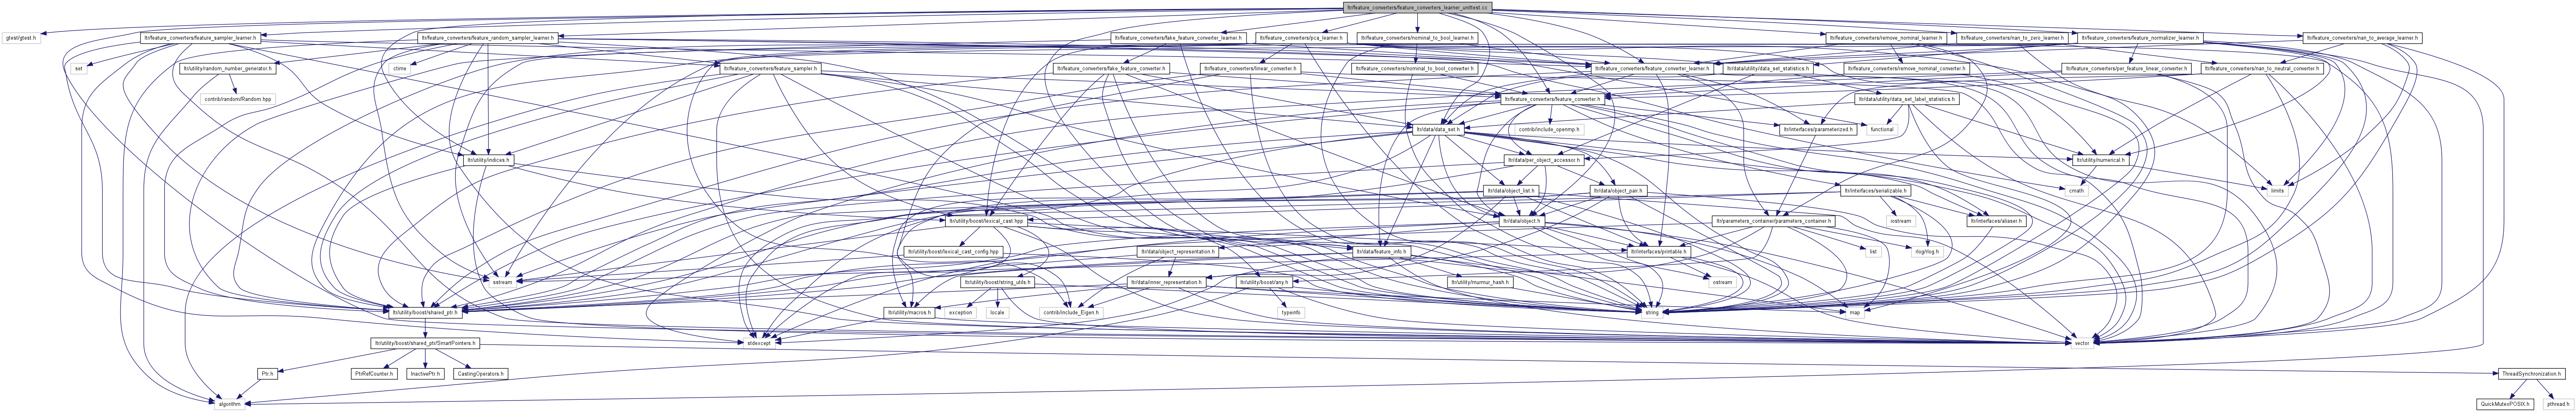 ltr/feature_converters/feature_converters_learner_unittest.cc
gtest/gtest.h
ltr/feature_converters/feature_sampler_learner.h
ltr/feature_converters/feature_random_sampler_learner.h
ltr/feature_converters/fake_feature_converter_learner.h
ltr/feature_converters/pca_learner.h
ltr/feature_converters/nominal_to_bool_learner.h
ltr/feature_converters/remove_nominal_learner.h
ltr/feature_converters/nan_to_zero_learner.h
ltr/feature_converters/feature_normalizer_learner.h
ltr/feature_converters/nan_to_average_learner.h
set
ltr/utility/random_number_generator.h
ctime
ltr/feature_converters/feature_sampler.h
ltr/feature_converters/fake_feature_converter.h
ltr/feature_converters/linear_converter.h
ltr/feature_converters/nominal_to_bool_converter.h
ltr/feature_converters/feature_converter_learner.h
ltr/data/utility/data_set_statistics.h
ltr/feature_converters/remove_nominal_converter.h
ltr/feature_converters/per_feature_linear_converter.h
ltr/feature_converters/nan_to_neutral_converter.h
contrib/random/Random.hpp
ltr/feature_converters/feature_converter.h
ltr/data/utility/data_set_label_statistics.h
ltr/data/data_set.h
contrib/include_openmp.h
ltr/interfaces/parameterized.h
functional
ltr/utility/indices.h
ltr/data/per_object_accessor.h
ltr/utility/numerical.h
ltr/data/object_list.h
ltr/data/object_pair.h
ltr/interfaces/serializable.h
cmath
limits
ltr/utility/boost/lexical_cast.hpp
ltr/data/object.h
ltr/parameters_container/parameters_container.h
iostream
ltr/interfaces/aliaser.h
ltr/utility/boost/lexical_cast_config.hpp
ltr/data/object_representation.h
ltr/data/feature_info.h
ltr/interfaces/printable.h
list
rlog/rlog.h
sstream
ltr/utility/boost/string_utils.h
ltr/data/inner_representation.h
ltr/utility/boost/any.h
ltr/utility/murmur_hash.h
ostream
ltr/utility/boost/shared_ptr.h
ltr/utility/macros.h
exception
locale
contrib/include_Eigen.h
typeinfo
string
map
ltr/utility/boost/shared_ptr/SmartPointers.h
stdexcept
vector
Ptr.h
PtrRefCounter.h
InactivePtr.h
CastingOperators.h
ThreadSynchronization.h
algorithm
QuickMutexPOSIX.h
pthread.h